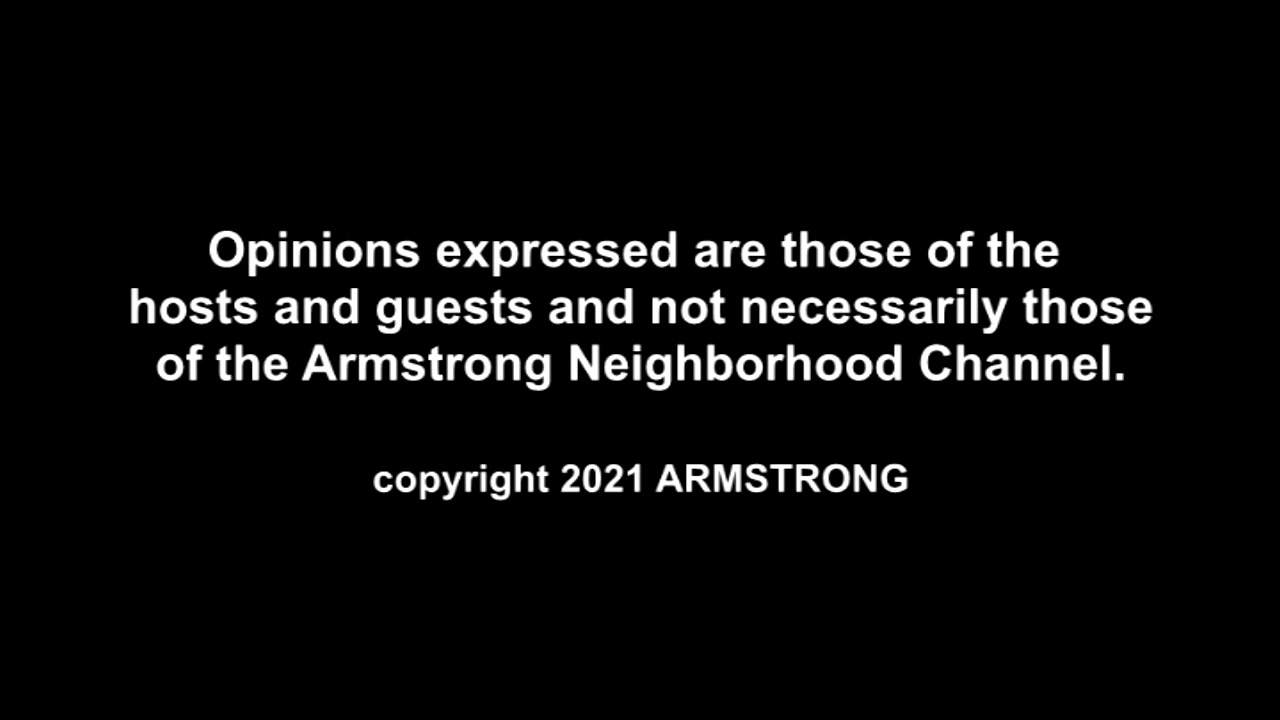 Opinions expressed are those of the
hosts and guests and not necessarily those
of the Armstrong Neighborhood Channel.
copyright 2021 ARMSTRONG